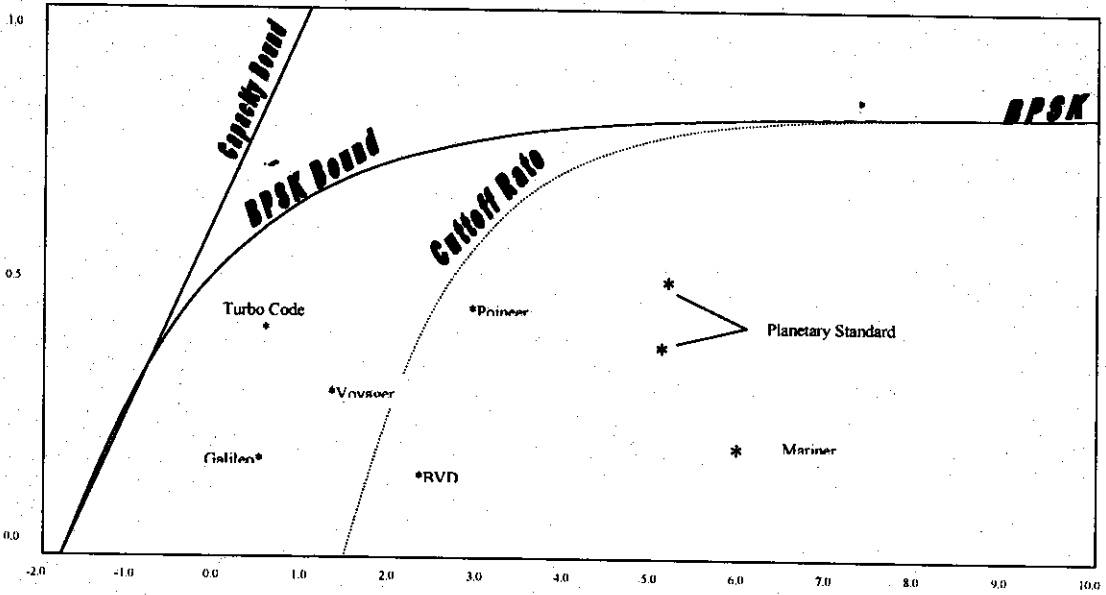 1.0
Capacity Bound
BPSK
BPSK Bound
Cuttoff Rate
0.5
Turbo Code
*Poineer
*
Planetary Standard
*
*
*Voyager
Galileo*
*
Mariner
*BVD
0.0
-2.0 -1.0 0.0 1.0 2.0 3.0 4.0 5.0 6.0 7.0 8.0 9.0 10.0